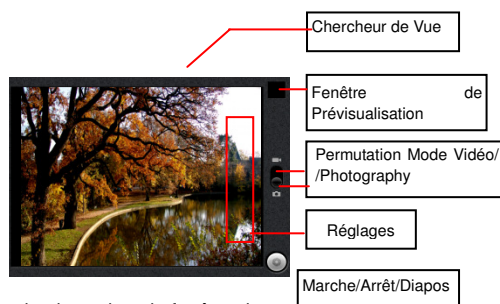 Chercheur de Vue
Fenêtre de
Prévisualisation
Permutation Mode Vidéo/
/Photography
Réglages
Marche/Arrêt/Diapos